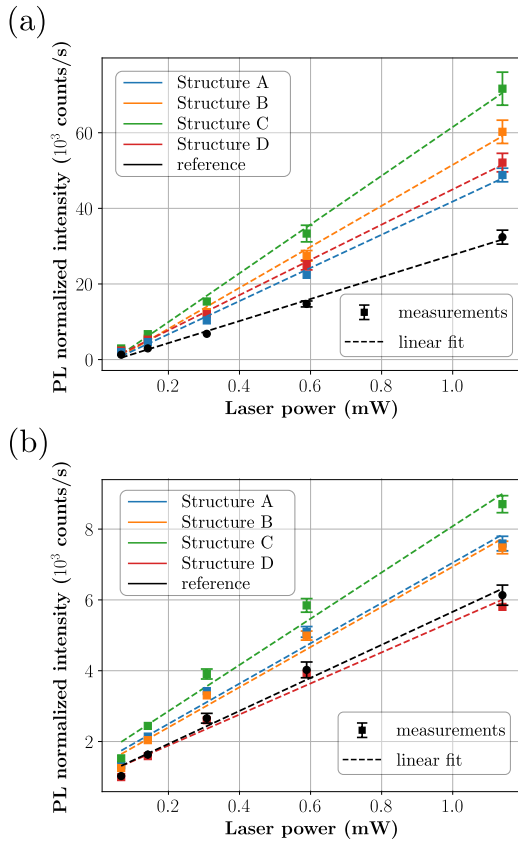 (a)
PL normalized intensity (10³ counts/s)
60
40
20
0
Structure A
Structure B
Structure C
Structure D
reference
measurements
linear fit
0.2 0.4 0.6 0.8 1.0
Laser power (mW)
(b)
PL normalized intensity (10³ counts/s)
8
6
4
2
Structure A
Structure B
Structure C
Structure D
reference
measurements
linear fit
0.2 0.4 0.6 0.8 1.0
Laser power (mW)